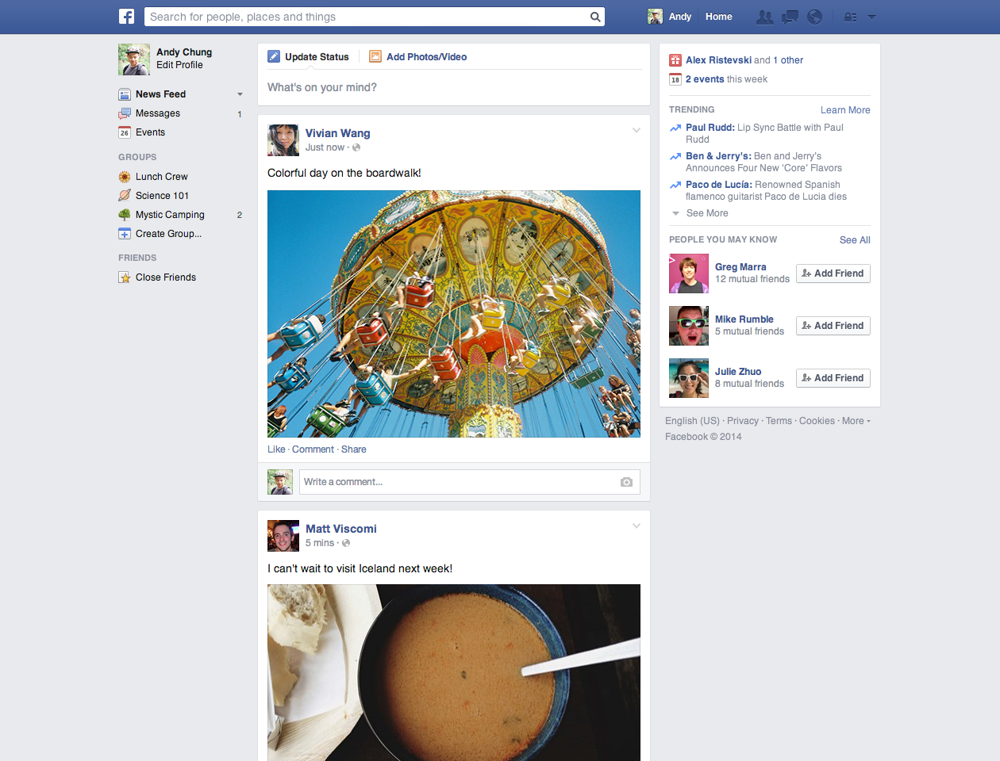 f
Search for people, places and things
Andy
Home
Andy Chung
Edit Profile
News Feed
Messages
1
26
Events
GROUPS
Lunch Crew
Science 101
Mystic Camping
2
Create Group...
FRIENDS
Close Friends
Update Status
Add Photos/Video
What's on your mind?
Vivian Wang
Just now ·
Colorful day on the boardwalk!
Like · Comment · Share
Write a comment...
Matt Viscomi
5 mins ·
I can't wait to visit Iceland next week!
Alex Ristevski and 1 other
18
2 events this week
TRENDING
Learn More
Paul Rudd: Lip Sync Battle with Paul
Rudd
Ben & Jerry's: Ben and Jerry's
Announces Four New 'Core' Flavors
Paco de Lucía: Renowned Spanish
flamenco guitarist Paco de Lucia dies
See More
PEOPLE YOU MAY KNOW
See All
Greg Marra
12 mutual friends
Add Friend
Mike Rumble
5 mutual friends
Add Friend
Julie Zhuo
8 mutual friends
Add Friend
English (US) · Privacy · Terms · Cookies · More
Facebook © 2014